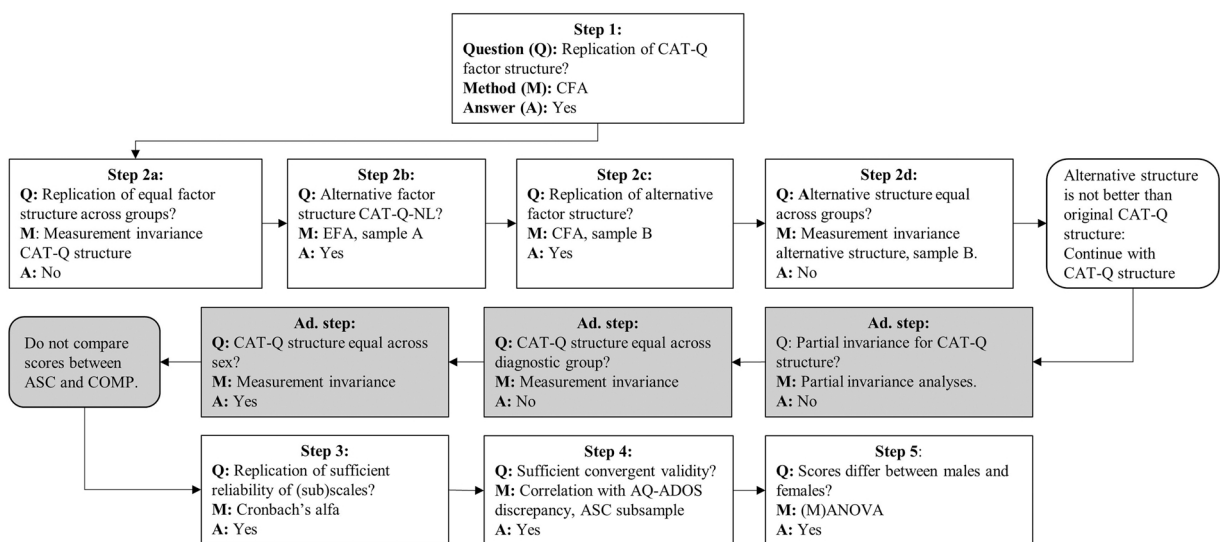 Step 1:
Question (Q): Replication of CAT-Q
factor structure?
Method (M): CFA
Answer (A): Yes
Step 2a:
Q: Replication of equal factor
structure across groups?
M: Measurement invariance
CAT-Q structure
A: No
Step 2b:
Q: Alternative factor
structure CAT-Q-NL?
M: EFA, sample A
A: Yes
Step 2c:
Q: Replication of alternative
factor structure?
M: CFA, sample B
A: Yes
Step 2d:
Q: Alternative structure equal
across groups?
M: Measurement invariance
alternative structure, sample B.
A: No
Alternative structure
is not better than
original CAT-Q
structure:
Continue with
CAT-Q structure
Ad. step:
Q: Partial invariance for CAT-Q
structure?
M: Partial invariance analyses.
A: No
Ad. step:
Q: CAT-Q structure equal across
diagnostic group?
M: Measurement invariance
A: No
Ad. step:
Q: CAT-Q structure equal across
sex?
M: Measurement invariance
A: Yes
Do not compare
scores between
ASC and COMP.
Step 3:
Q: Replication of sufficient
reliability of (sub)scales?
M: Cronbach's alfa
A: Yes
Step 4:
Q: Sufficient convergent validity?
M: Correlation with AQ-ADOS
discrepancy, ASC subsample
A: Yes
Step 5:
Q: Scores differ between males and
females?
M: (M)ANOVA
A: Yes